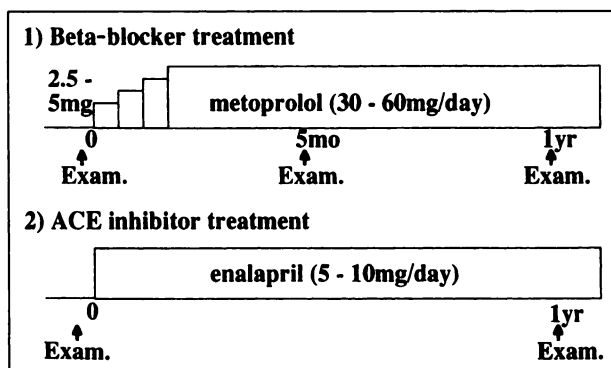 1) Beta-blocker treatment
2.5 -
5mg
metoprolol (30 - 60mg/day)
0 5mo 1yr
Exam. Exam. Exam.
2) ACE inhibitor treatment
enalapril (5 - 10mg/day)
0 1yr
Exam. Exam.